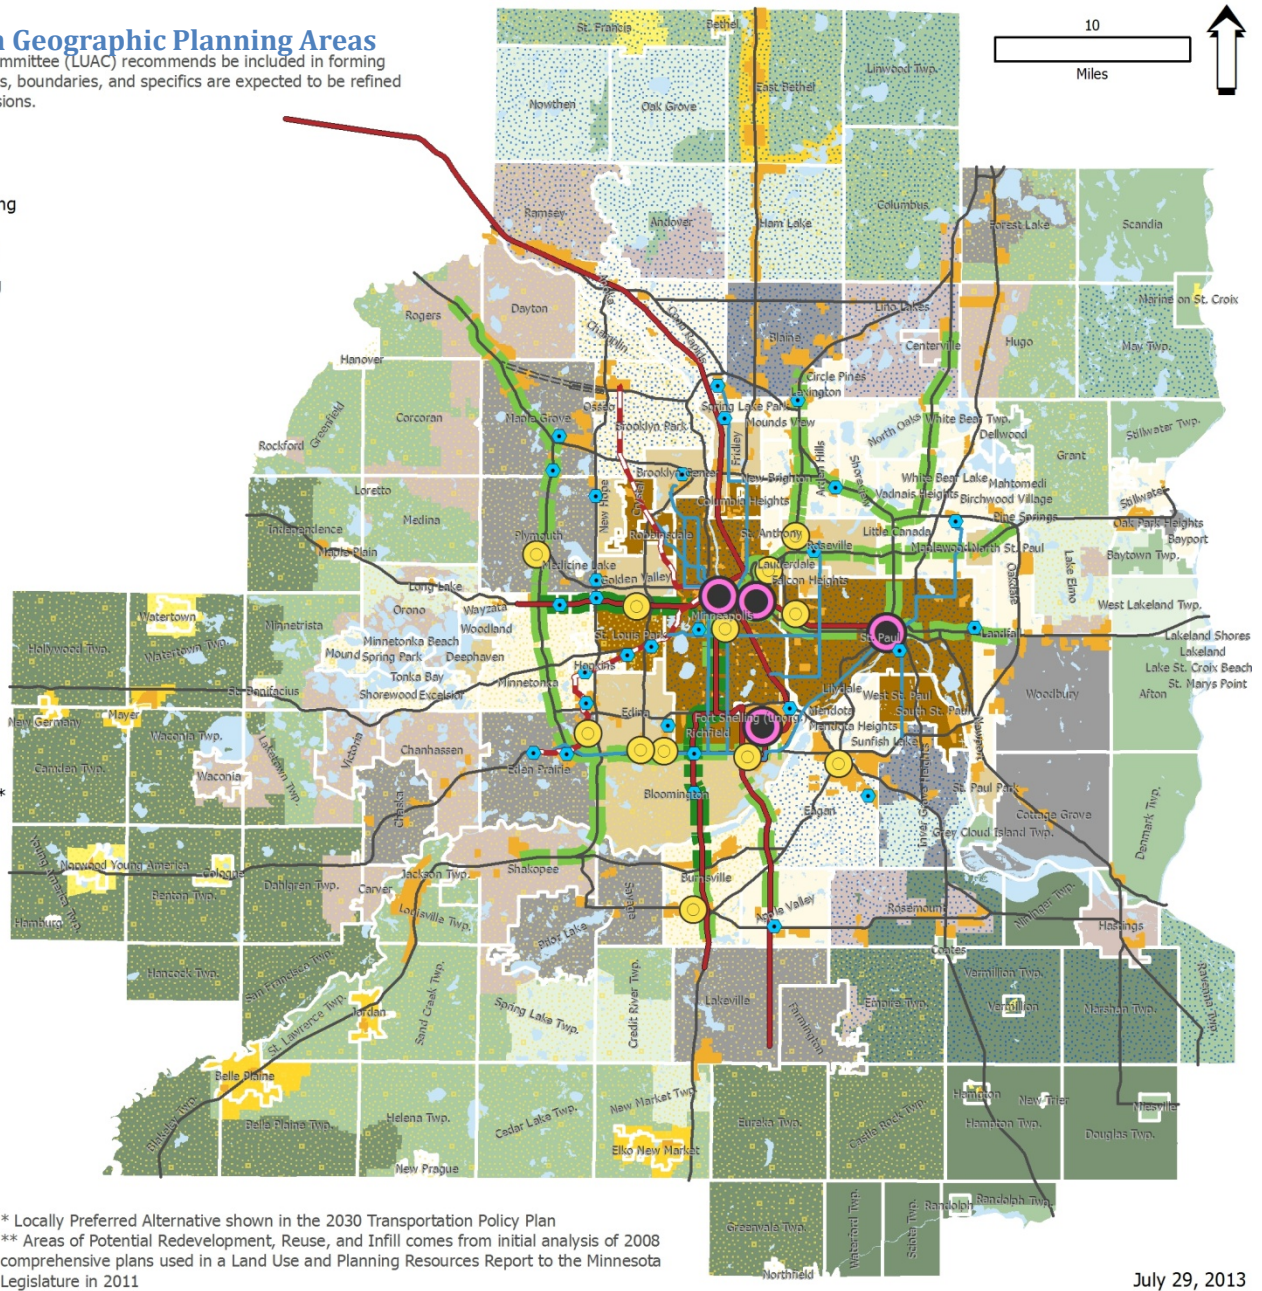 n Geographic Planning Areas
mmittee (LUAC) recommends be included in forming
s, boundaries, and specifics are expected to be refined
sions.
10
Miles
ng
g
*
St. Francis
Bethel
Linwood Twp.
Nowthen
Oak Grove
East Bethel
Ramsey
Andover
Ham Lake
Columbus
Forest Lake
Scandia
Marine on St. Croix
Rogers
Dayton
Anoka
Champlin
Coon Rapids
Blaine
Lino Lakes
Centerville
Hugo
May Twp.
Hanover
Circle Pines
Lexington
Greenfield
Corcoran
Maple Grove
Osseo
Brooklyn Park
Spring Lake Park
Mounds View
North Oaks
White Bear Twp.
Dellwood
Grant
Stillwater Twp.
Rockford
Fridley
Arden Hills
Shoreview
Loretto
Medina
Brooklyn Center
New Brighton
White Bear Lake
Mahtomedi
Vadnais Heights
Birchwood Village
Stillwater
New Hope
Crystal
Columbia Heights
Pine Springs
Oak Park Heights
Bayport
Independence
Maple Plain
Plymouth
Robbinsdale
St. Anthony
Roseville
Little Canada
Maplewood
North St. Paul
Baytown Twp.
Medicine Lake
Golden Valley
Lauderdale
Falcon Heights
Oakdale
Lake Elmo
Long Lake
Orono
Wayzata
Woodland
West Lakeland Twp.
Watertown
Watertown Twp.
Hollywood Twp.
Minnetrista
Minnetonka Beach
Mound
Spring Park
Deephaven
Tonka Bay
Shorewood
Excelsior
St. Louis Park
Minneapolis
St. Paul
Landfall
Lakeland Shores
Lakeland
Lake St. Croix Beach
St. Marys Point
Afton
Hopkins
Minnetonka
Edina
Lilydale
West St. Paul
Mendota
South St. Paul
Woodbury
St. Bonifacius
New Germany
Mayer
Waconia Twp.
Laketown Twp.
Victoria
Chanhassen
Fort Snelling (unorg.)
Richfield
Mendota Heights
Sunfish Lake
Newport
Camden Twp.
Waconia
Eden Prairie
Bloomington
Eagan
Inver Grove Heights
St. Paul Park
Cottage Grove
Grey Cloud Island Twp.
Denmark Twp.
Chaska
Young America Twp.
Norwood Young America
Cologne
Benton Twp.
Dahlgren Twp.
Carver
Jackson Twp.
Shakopee
Burnsville
Savage
Hamburg
Louisville Twp.
Prior Lake
Apple Valley
Rosemount
Nininger Twp.
Hastings
Coates
Hancock Twp.
San Francisco Twp.
St. Lawrence Twp.
Jordan
Sand Creek Twp.
Spring Lake Twp.
Credit River Twp.
Lakeville
Farmington
Empire Twp.
Vermillion Twp.
Vermillion
Marshan Twp.
Ravenna Twp.
Belle Plaine
Blakeley Twp.
Belle Plaine Twp.
Helena Twp.
Cedar Lake Twp.
New Market Twp.
Elko New Market
New Prague
Eureka Twp.
Castle Rock Twp.
Hampton
New Trier
Hampton Twp.
Miesville
Douglas Twp.
Greenvale Twp.
Waterford Twp.
Sciota Twp.
Randolph
Randolph Twp.
Northfield
* Locally Preferred Alternative shown in the 2030 Transportation Policy Plan
** Areas of Potential Redevelopment, Reuse, and Infill comes from initial analysis of 2008
comprehensive plans used in a Land Use and Planning Resources Report to the Minnesota
Legislature in 2011
July 29, 2013